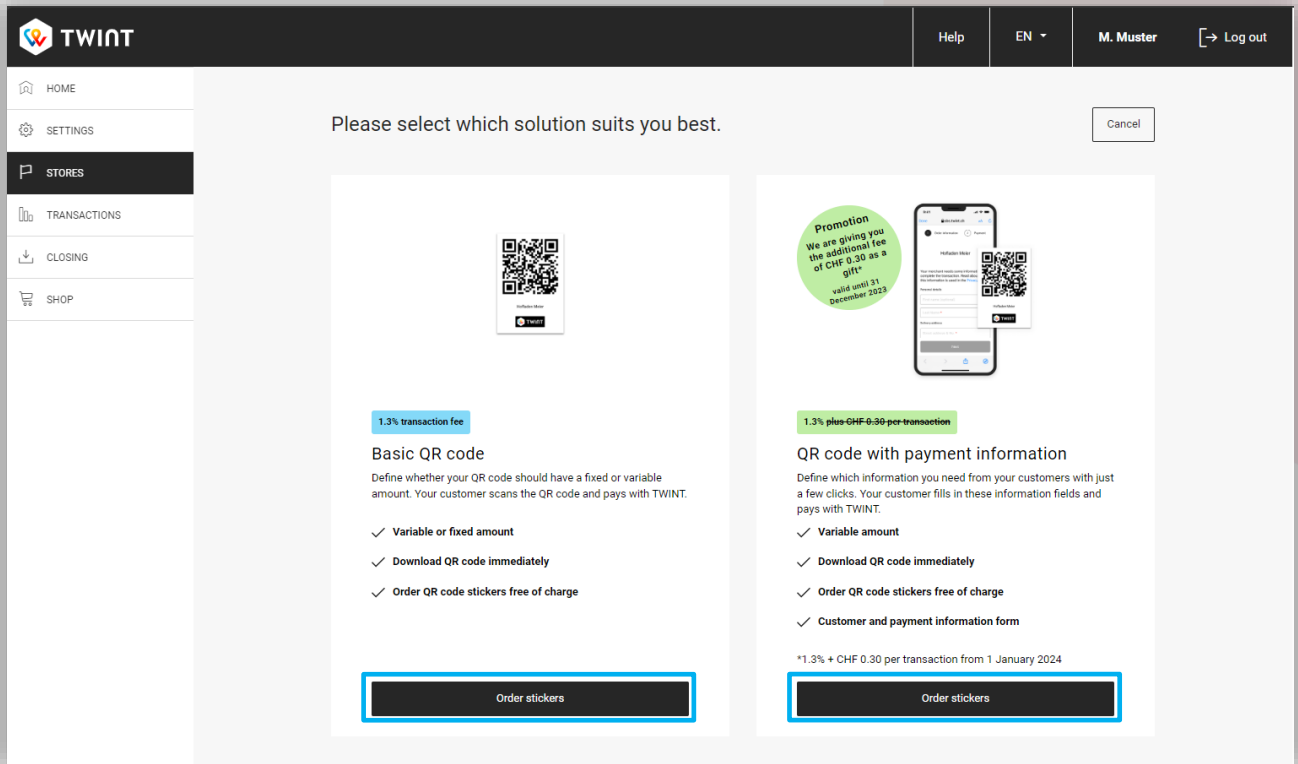 TWINT
Help
EN
M. Muster
Log out
HOME
SETTINGS
STORES
TRANSACTIONS
CLOSING
SHOP
Please select which solution suits you best.
Cancel
TWINT
1.3% transaction fee
Basic QR code
Define whether your QR code should have a fixed or variable
amount. Your customer scans the QR code and pays with TWINT.
Variable or fixed amount
Download QR code immediately
Order QR code stickers free of charge
Order stickers
Promotion
We are giving you
the additional fee
of CHF 0.30 as a
gift*
valid until 31
December 2023
Hofladen Meier
TWINT
1.3% plus CHF 0.30 per transaction
QR code with payment information
Define which information you need from your customers with just
a few clicks. Your customer fills in these information fields and
pays with TWINT.
Variable amount
Download QR code immediately
Order QR code stickers free of charge
Customer and payment information form
*1.3% + CHF 0.30 per transaction from 1 January 2024
Order stickers